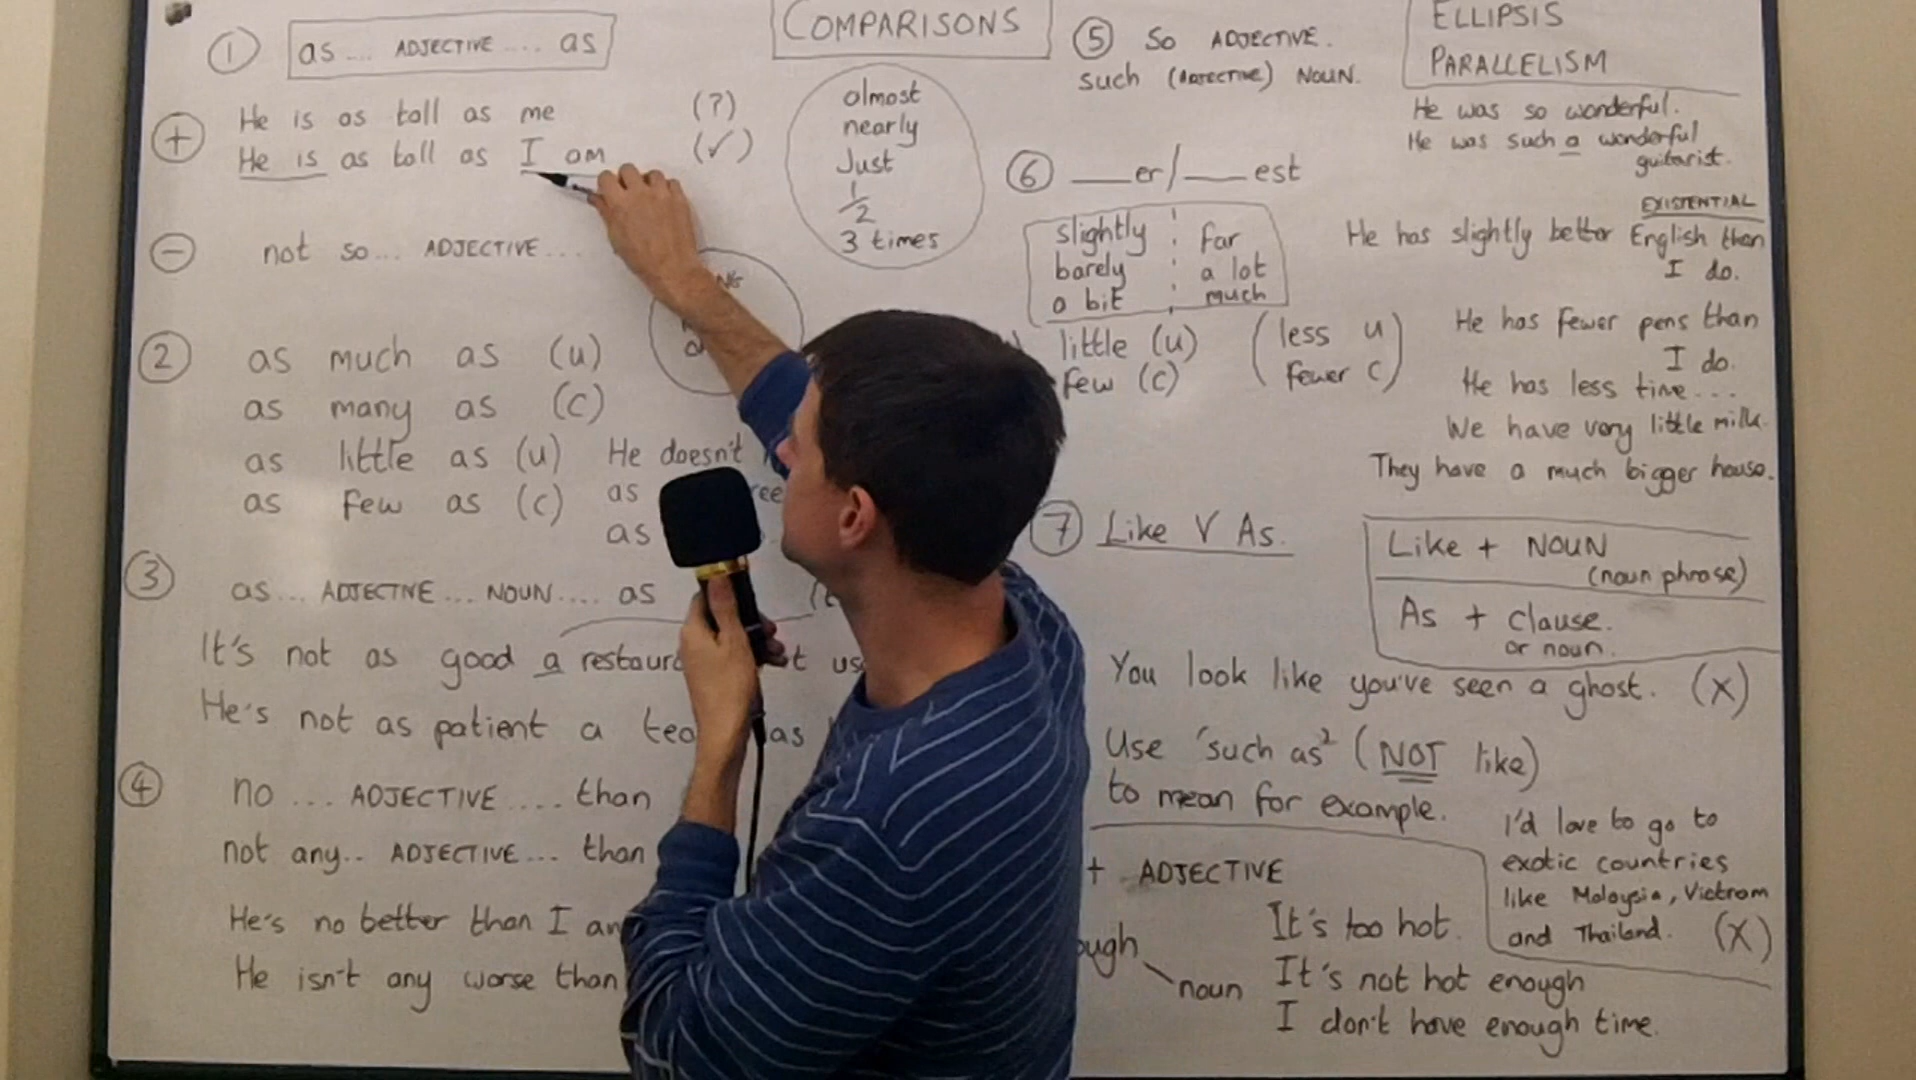 COMPARISONS
① as ... ADJECTIVE .... as
+ He is as tall as me (?)
He is as tall as I am (✓)
- not so... ADJECTIVE ...
almost
nearly
Just
1/2
3 times
② as much as (u)
as many as (c)
as little as (u)
as few as (c)
He doesn't
as
as
③ as ... ADJECTIVE ... NOUN .... as
It's not as good a
He's not as patient a as
④ no ... ADJECTIVE .... than
not any.. ADJECTIVE ... than
He's no better than I
He isn't any worse than
⑤ So ADJECTIVE.
such (ADJECTIVE) NOUN.
ELLIPSIS
PARALLELISM
He was so wonderful.
He was such a wonderful
guitarist.
⑥ ___er/___est
slightly far
barely a lot
a bit much
EXISTENTIAL
He has slightly better English than
I do.
little (u) (less u)
few (c) (fewer c)
He has fewer pens than
I do.
He has less time...
We have very little milk.
They have a much bigger house.
⑦ Like V As.
Like + NOUN
(noun phrase)
As + clause.
or noun.
You look like you've seen a ghost. (X)
Use 'such as' (NOT like)
to mean for example.
I'd love to go to
exotic countries
like Malaysia, Vietnam
and Thailand. (X)
+ ADJECTIVE
noun
It's too hot.
It's not hot enough
I don't have enough time.